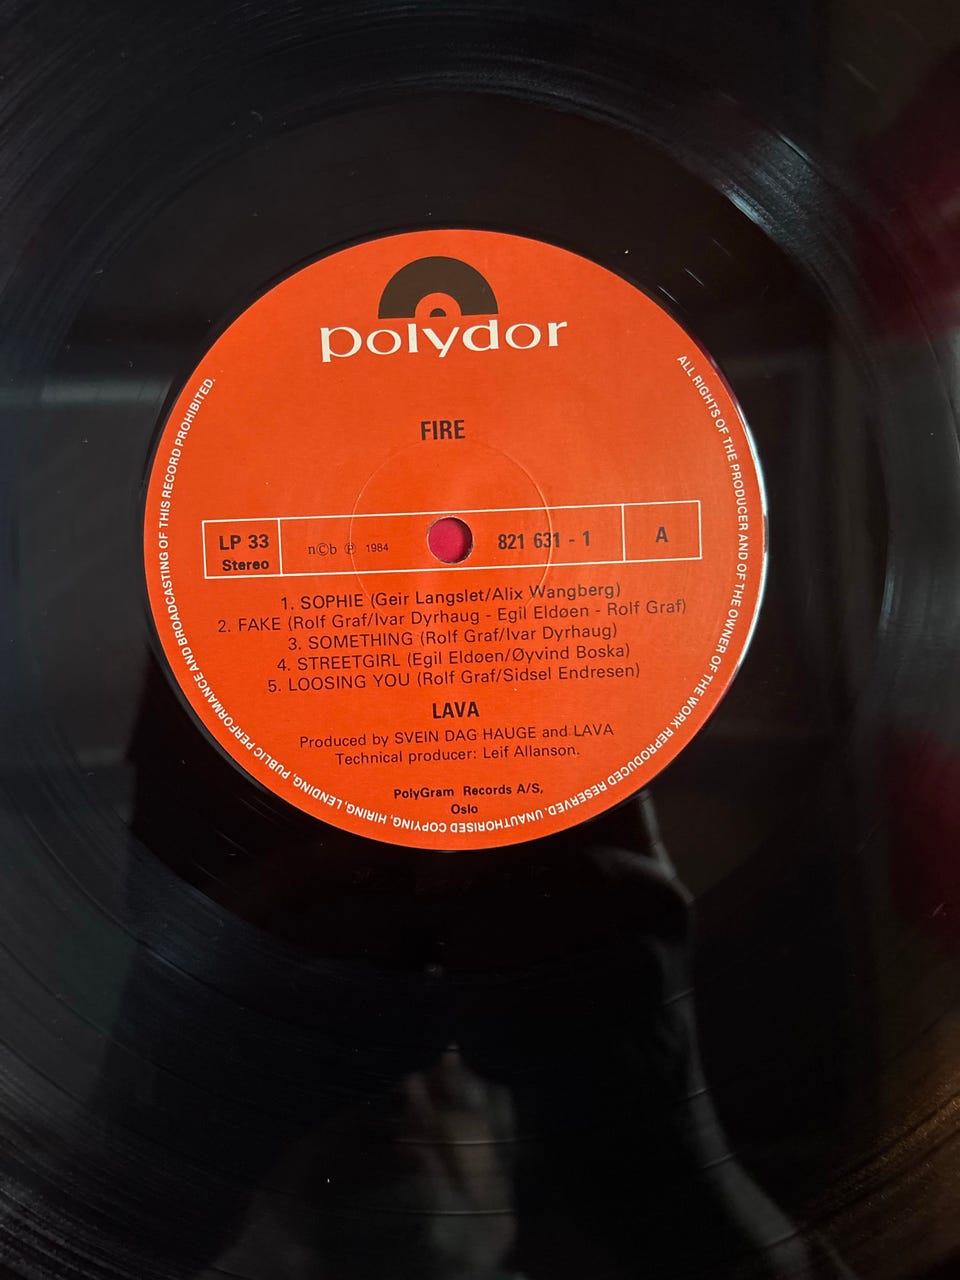 polydor
FIRE
LP 33
Stereo
n©b ℗ 1984
821 631 - 1
A
1. SOPHIE (Geir Langslet/Alix Wangberg)
2. FAKE (Rolf Graf/Ivar Dyrhaug - Egil Eldøen - Rolf Graf)
3. SOMETHING (Rolf Graf/Ivar Dyrhaug)
4. STREETGIRL (Egil Eldøen/Øyvind Boska)
5. LOOSING YOU (Rolf Graf/Sidsel Endresen)
LAVA
Produced by SVEIN DAG HAUGE and LAVA
Technical producer: Leif Allanson.
PolyGram Records A/S,
Oslo
ALL RIGHTS OF THE PRODUCER AND OF THE OWNER OF THE WORK REPRODUCED RESERVED. UNAUTHORISED COPYING, HIRING, LENDING, PUBLIC PERFORMANCE AND BROADCASTING OF THIS RECORD PROHIBITED.